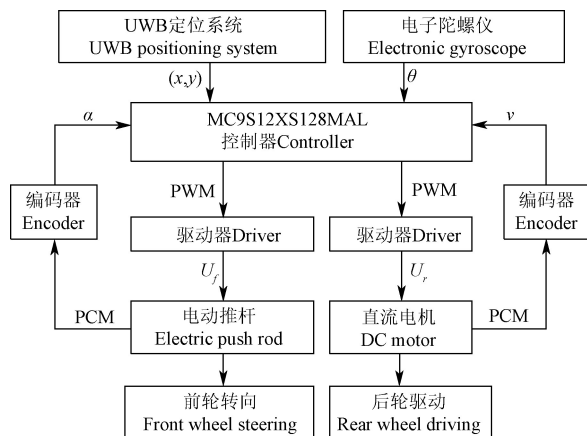 UWB定位系统
UWB positioning system
电子陀螺仪
Electronic gyroscope
(x,y)
θ
MC9S12XS128MAL
控制器Controller
α
v
PWM
PWM
编码器
Encoder
编码器
Encoder
驱动器Driver
驱动器Driver
U_f
U_r
PCM
PCM
电动推杆
Electric push rod
直流电机
DC motor
前轮转向
Front wheel steering
后轮驱动
Rear wheel driving